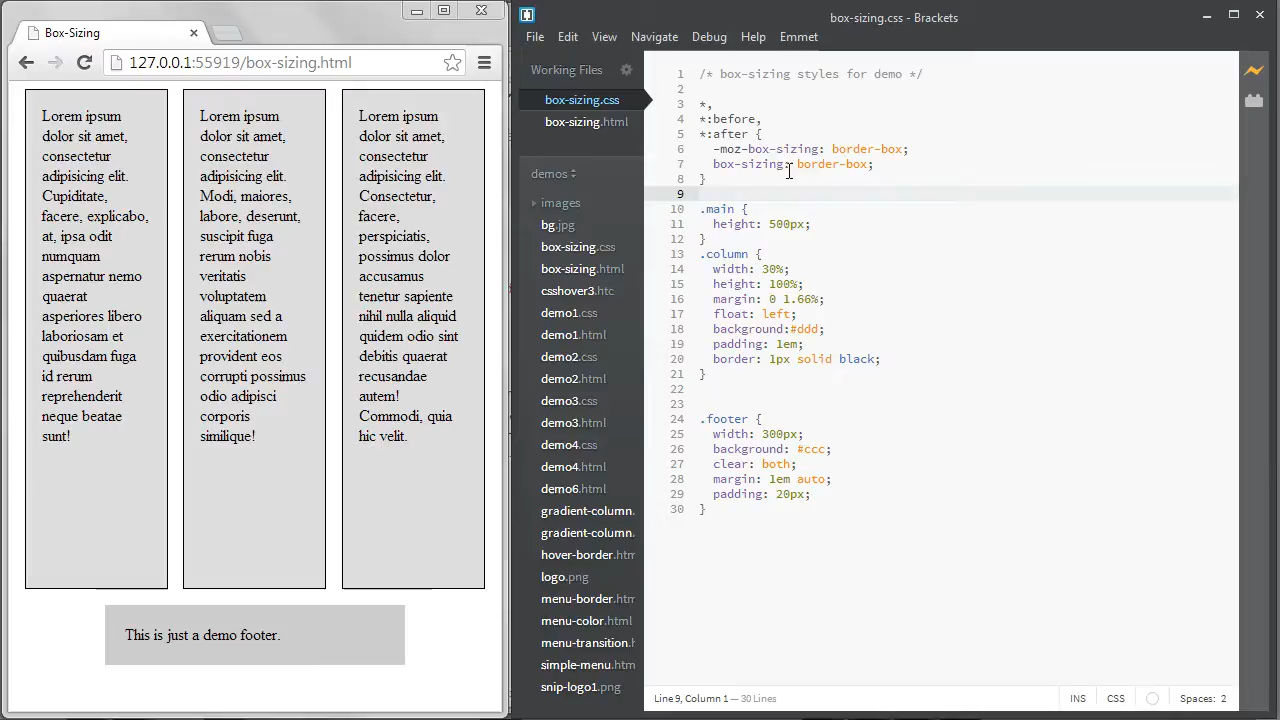 Box-Sizing
127.0.0.1:55919/box-sizing.html
Lorem ipsum
dolor sit amet,
consectetur
adipisicing elit.
Cupiditate,
facere, explicabo,
at, ipsa odit
numquam
aspernatur nemo
quaerat
asperiores libero
laboriosam et
quibusdam fuga
id rerum
reprehenderit
neque beatae
sunt!
Lorem ipsum
dolor sit amet,
consectetur
adipisicing elit.
Modi, maiores,
labore, deserunt,
suscipit fuga
rerum nobis
veritatis
voluptatem
aliquam sed a
exercitationem
provident eos
corrupti possimus
odio adipisci
corporis
similique!
Lorem ipsum
dolor sit amet,
consectetur
adipisicing elit.
Consectetur,
facere,
perspiciatis,
possimus dolor
accusamus
tenetur sapiente
nihil nulla aliquid
quidem odio sint
debitis quaerat
recusandae
autem!
Commodi, quia
hic velit.
This is just a demo footer.
box-sizing.css - Brackets
File Edit View Navigate Debug Help Emmet
Working Files
box-sizing.css
box-sizing.html
demos
images
bg.jpg
box-sizing.css
box-sizing.html
csshover3.htc
demo1.css
demo1.html
demo2.css
demo2.html
demo3.css
demo3.html
demo4.css
demo4.html
demo6.html
gradient-column.
gradient-column.
hover-border.htm
logo.png
menu-border.htm
menu-color.html
menu-transition.h
simple-menu.htm
snip-logo1.png
1 /* box-sizing styles for demo */
2
3 *,
4 *:before,
5 *:after {
6 -moz-box-sizing: border-box;
7 box-sizing: border-box;
8 }
9
10 .main {
11 height: 500px;
12 }
13 .column {
14 width: 30%;
15 height: 100%;
16 margin: 0 1.66%;
17 float: left;
18 background:#ddd;
19 padding: 1em;
20 border: 1px solid black;
21 }
22
23
24 .footer {
25 width: 300px;
26 background: #ccc;
27 clear: both;
28 margin: 1em auto;
29 padding: 20px;
30 }
Line 9, Column 1 — 30 Lines
INS CSS Spaces: 2